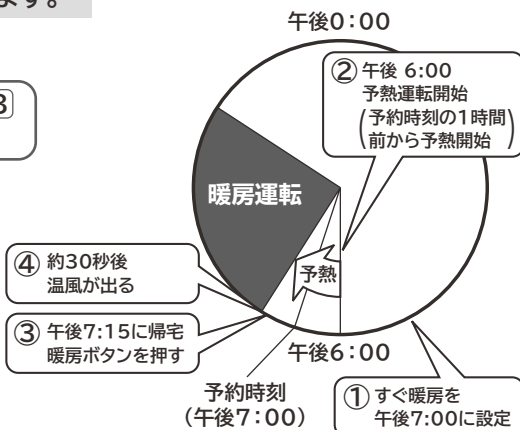 ます。
午後0：00
② 午後 6:00
予熱運転開始
(予約時刻の1時間
前から予熱開始)
暖房運転
予熱
④ 約30秒後
温風が出る
③ 午後7:15に帰宅
暖房ボタンを押す
午後6：00
予約時刻
（午後7：00）
① すぐ暖房を
午後7:00に設定